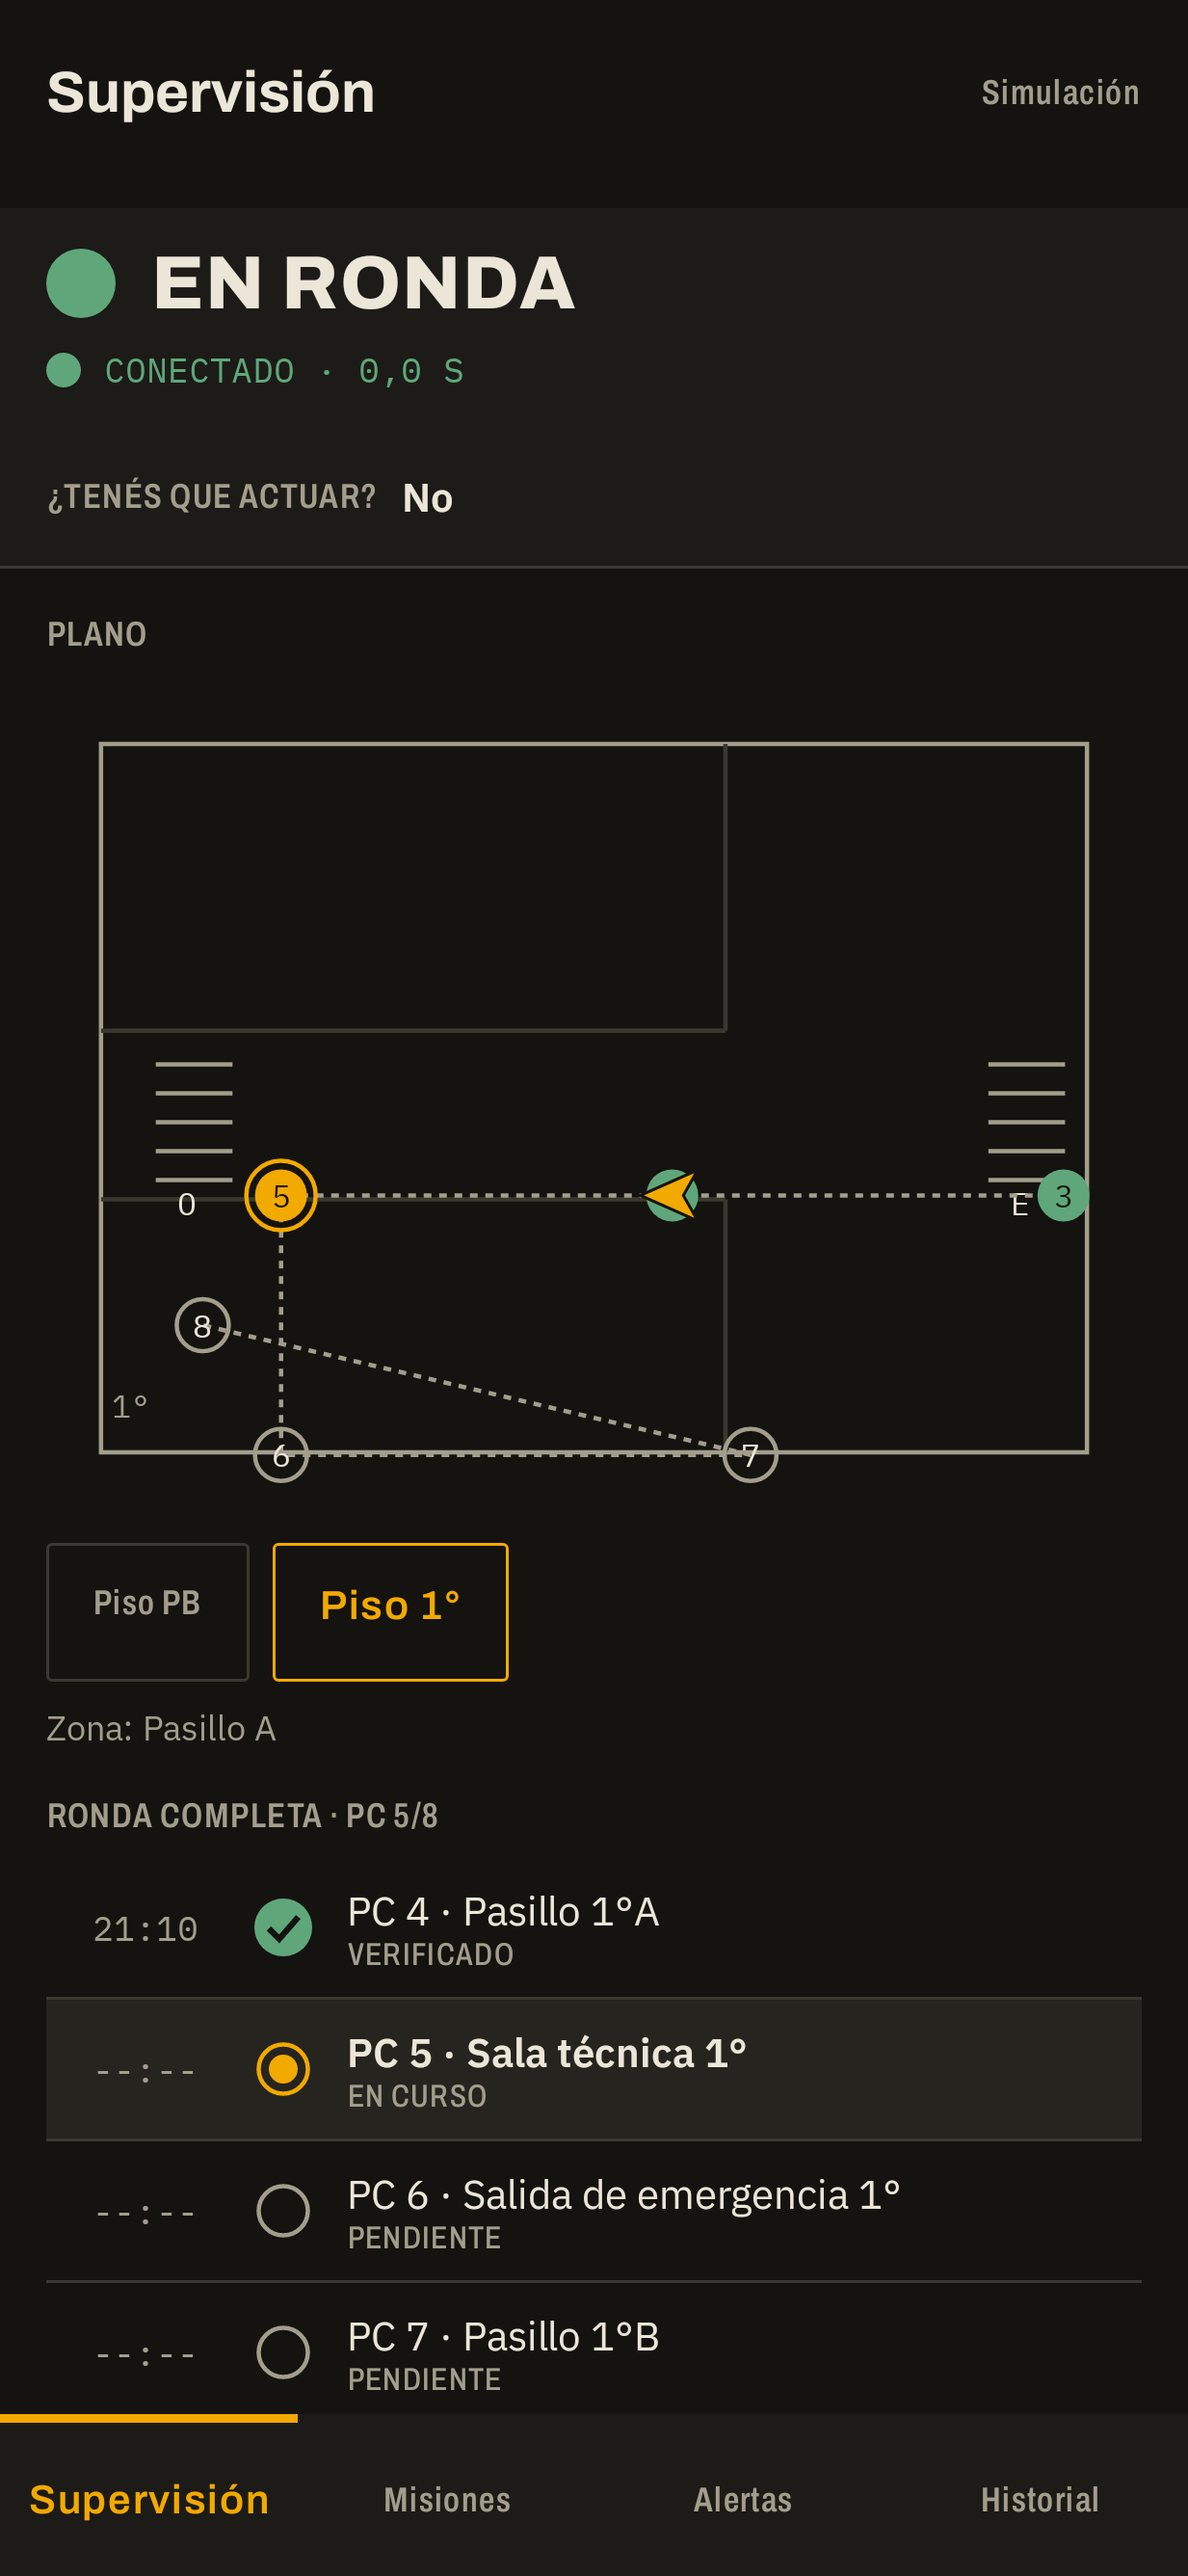 Supervisión
Simulación
EN RONDA
CONECTADO · 0,0 S
¿TENÉS QUE ACTUAR? No
PLANO
O
5
E
3
8
1°
6
7
Piso PB
Piso 1°
Zona: Pasillo A
RONDA COMPLETA · PC 5/8
21:10
PC 4 · Pasillo 1°A
VERIFICADO
--:--
PC 5 · Sala técnica 1°
EN CURSO
--:--
PC 6 · Salida de emergencia 1°
PENDIENTE
--:--
PC 7 · Pasillo 1°B
PENDIENTE
Supervisión
Misiones
Alertas
Historial